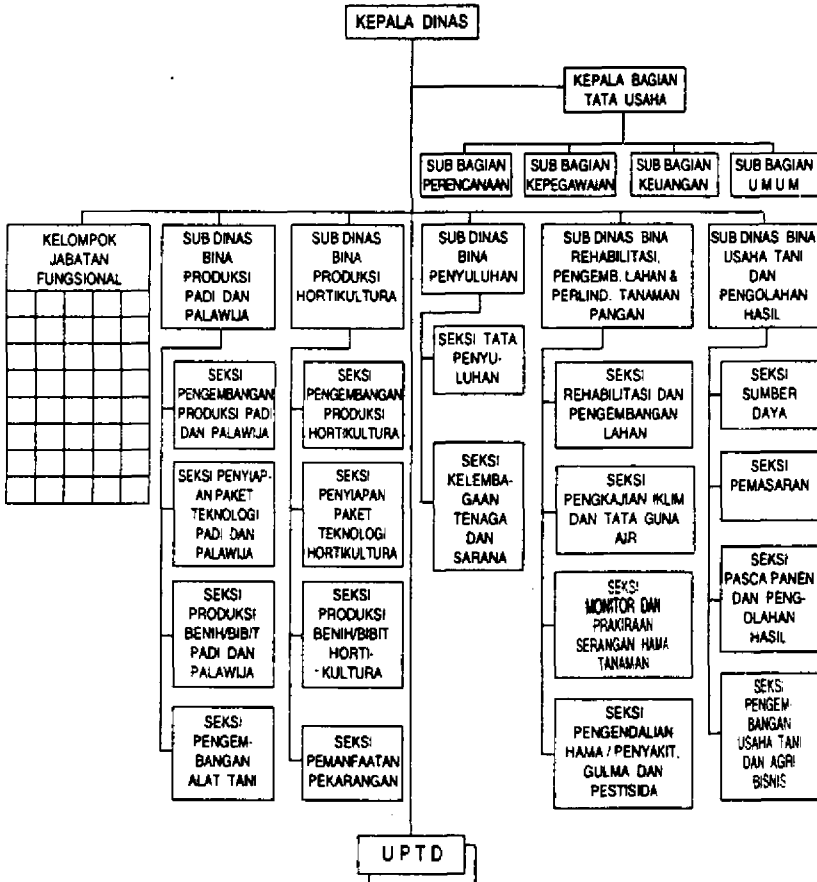 KEPALA DINAS
KEPALA BAGIAN
TATA USAHA
SUB BAGIAN
PERENCANAAN
SUB BAGIAN
KEPEGAWAIAN
SUB BAGIAN
KEUANGAN
SUB BAGIAN
U M U M
KELOMPOK
JABATAN
FUNGSIONAL
SUB DINAS
BINA
PRODUKSI
PADI DAN
PALAWIJA
SUB DINAS
BINA
PRODUKSI
HORTIKULTURA
SUB DINAS
BINA
PENYULUHAN
SUB DINAS BINA
REHABILITASI,
PENGEMB. LAHAN &
PERLIND. TANAMAN
PANGAN
SUB DINAS BINA
USAHA TANI
DAN
PENGOLAHAN
HASIL
SEKSI
PENGEMBANGAN
PRODUKSI PADI
DAN PALAWIJA
SEKSI PENYIAP-
AN PAKET
TEKNOLOGI
PADI DAN
PALAWIJA
SEKSI
PRODUKSI
BENIH/BIBIT
PADI DAN
PALAWIJA
SEKSI
PENGEM-
BANGAN
ALAT TANI
SEKSI
PENGEMBANGAN
PRODUKSI
HORTIKULTURA
SEKSI
PENYIAPAN
PAKET
TEKNOLOGI
HORTIKULTURA
SEKSI
PRODUKSI
BENIH/BIBIT
HORTI-
-KULTURA
SEKSI
PEMANFAATAN
PEKARANGAN
SEKSI TATA
PENYU-
LUHAN
SEKSI
KELEMBA-
GAAN
TENAGA
DAN
SARANA
SEKSI
REHABILITASI DAN
PENGEMBANGAN
LAHAN
SEKSI
PENGKAJIAN IKLIM
DAN TATA GUNA
AIR
SEKSI
MONITOR DAN
PRAKIRAAN
SERANGAN HAMA
TANAMAN
SEKSI
PENGENDALIAN
HAMA / PENYAKIT,
GULMA DAN
PESTISIDA
SEKSI
SUMBER
DAYA
SEKSI
PEMASARAN
SEKSI
PASCA PANEN
DAN PENG-
OLAHAN
HASIL
SEKSI
PENGEM-
BANGAN
USAHA TANI
DAN AGRI
BISNIS
U P T D